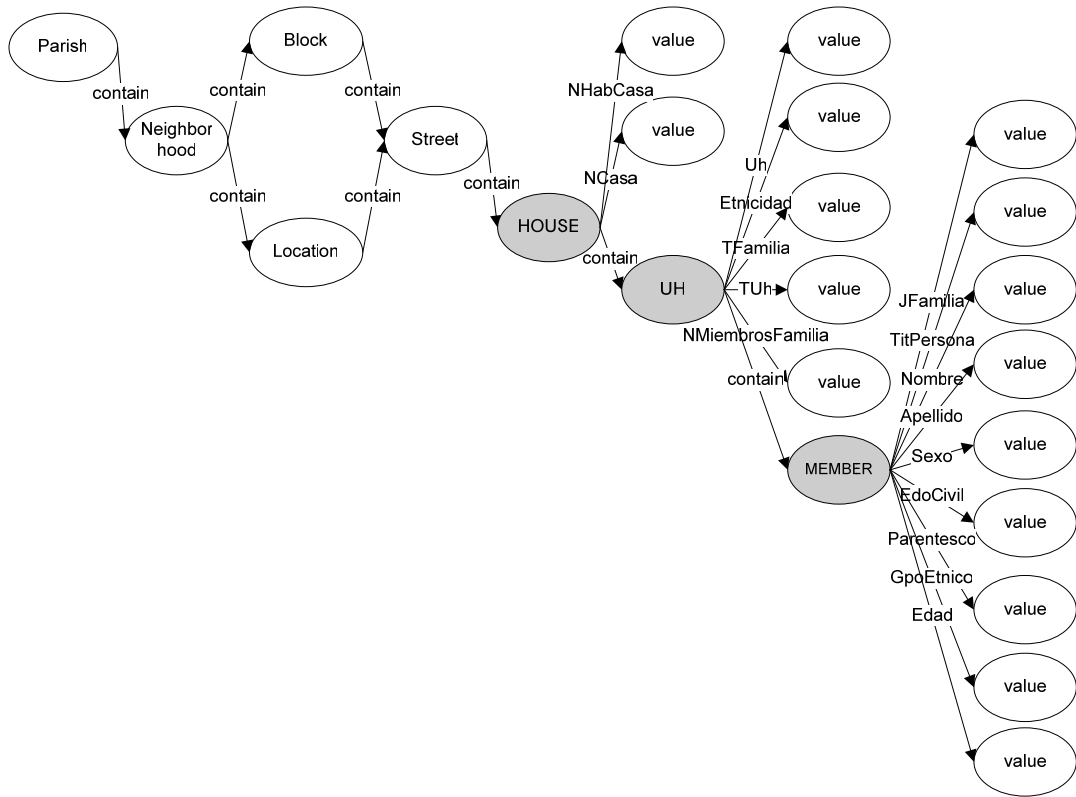 Parish
contain
Neighbor
hood
contain
contain
Block
Location
contain
contain
Street
contain
HOUSE
NHabCasa
NCasa
contain
value
value
UH
Uh
Etnicidad
TFamilia
TUh
NMiembrosFamilia
contain
value
value
value
value
value
MEMBER
JFamilia
TitPersona
Nombre
Apellido
Sexo
EdoCivil
Parentesco
GpoEtnico
Edad
value
value
value
value
value
value
value
value
value